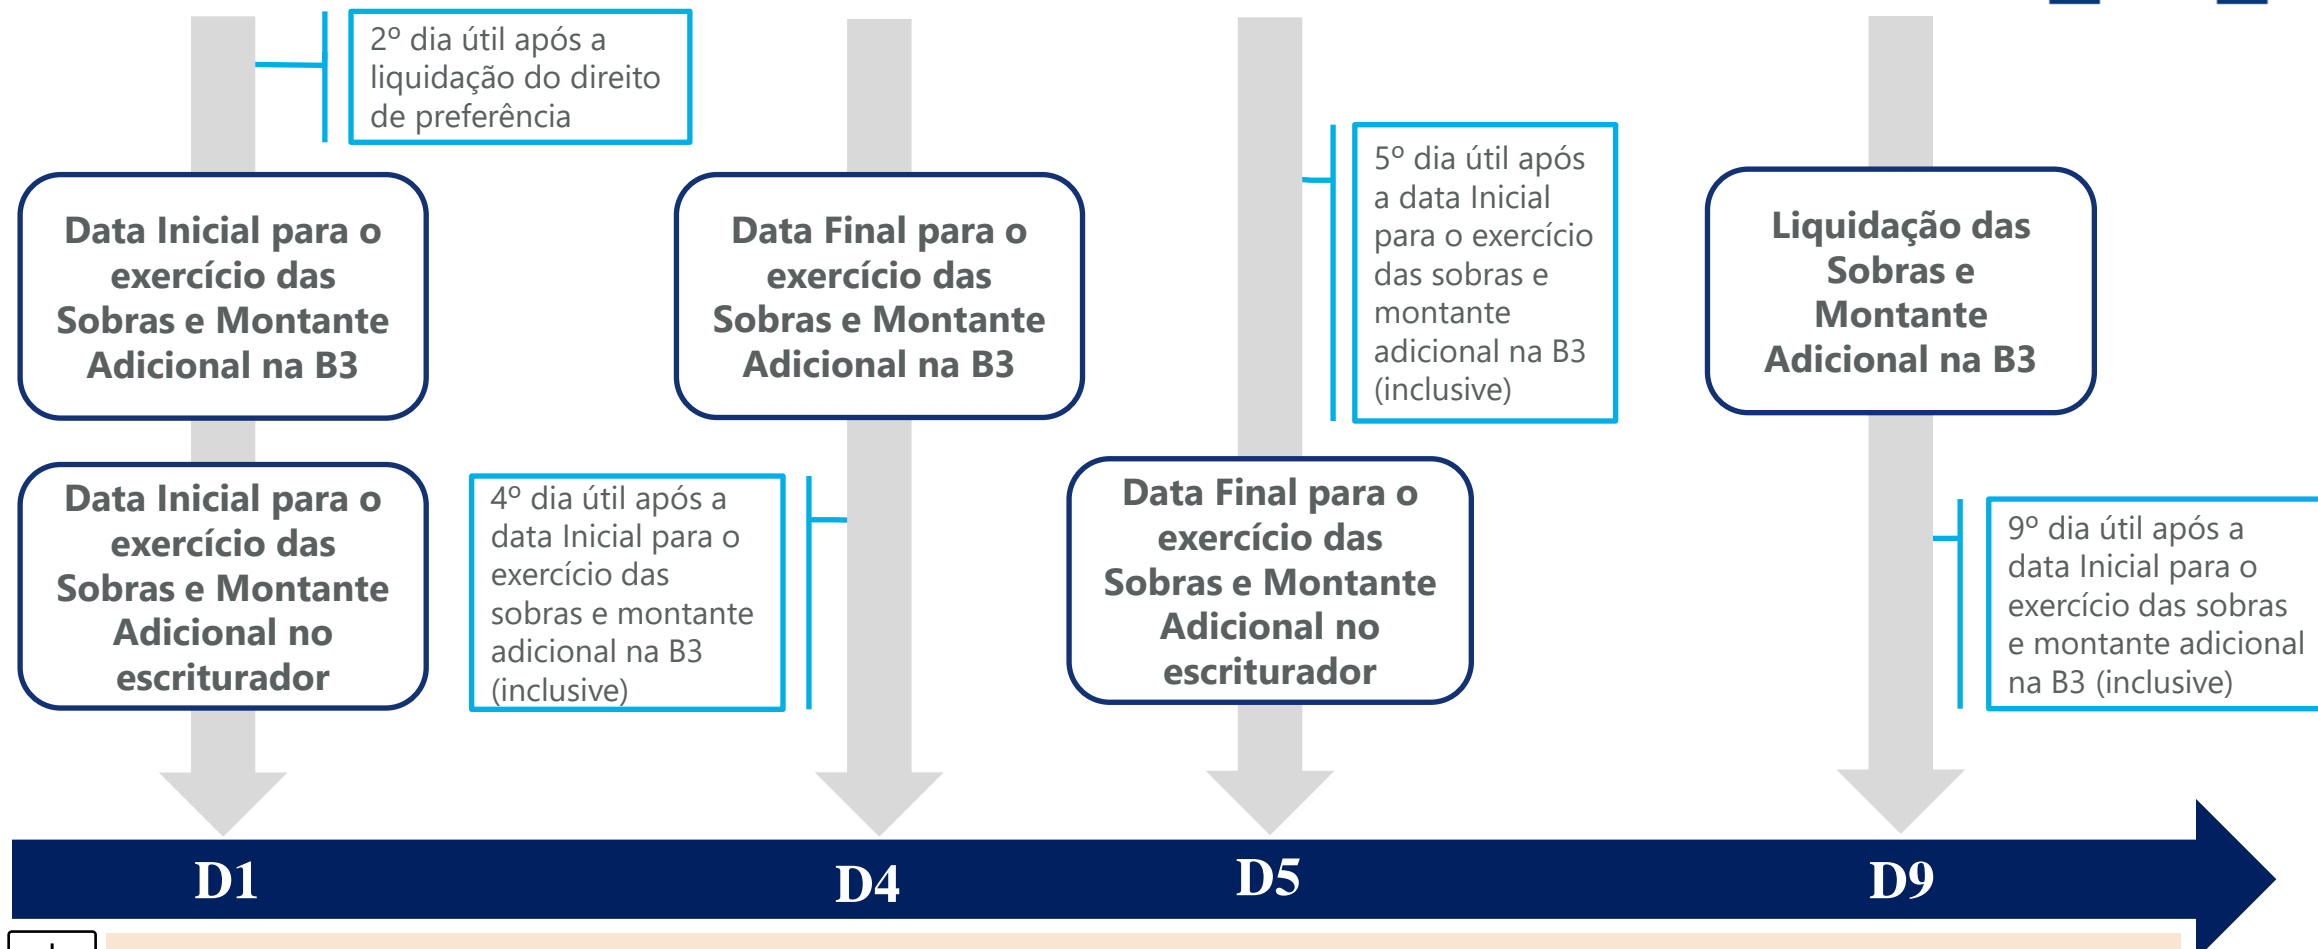 2º dia útil após a
liquidação do direito
de preferência
Data Inicial para o
exercício das
Sobras e Montante
Adicional na B3
Data Inicial para o
exercício das
Sobras e Montante
Adicional no
escriturador
Data Final para o
exercício das
Sobras e Montante
Adicional na B3
4º dia útil após a
data Inicial para o
exercício das
sobras e montante
adicional na B3
(inclusive)
5º dia útil após
a data Inicial
para o exercício
das sobras e
montante
adicional na B3
(inclusive)
Data Final para o
exercício das
Sobras e Montante
Adicional no
escriturador
Liquidação das
Sobras e
Montante
Adicional na B3
9º dia útil após a
data Inicial para o
exercício das sobras
e montante adicional
na B3 (inclusive)
D1
D4
D5
D9